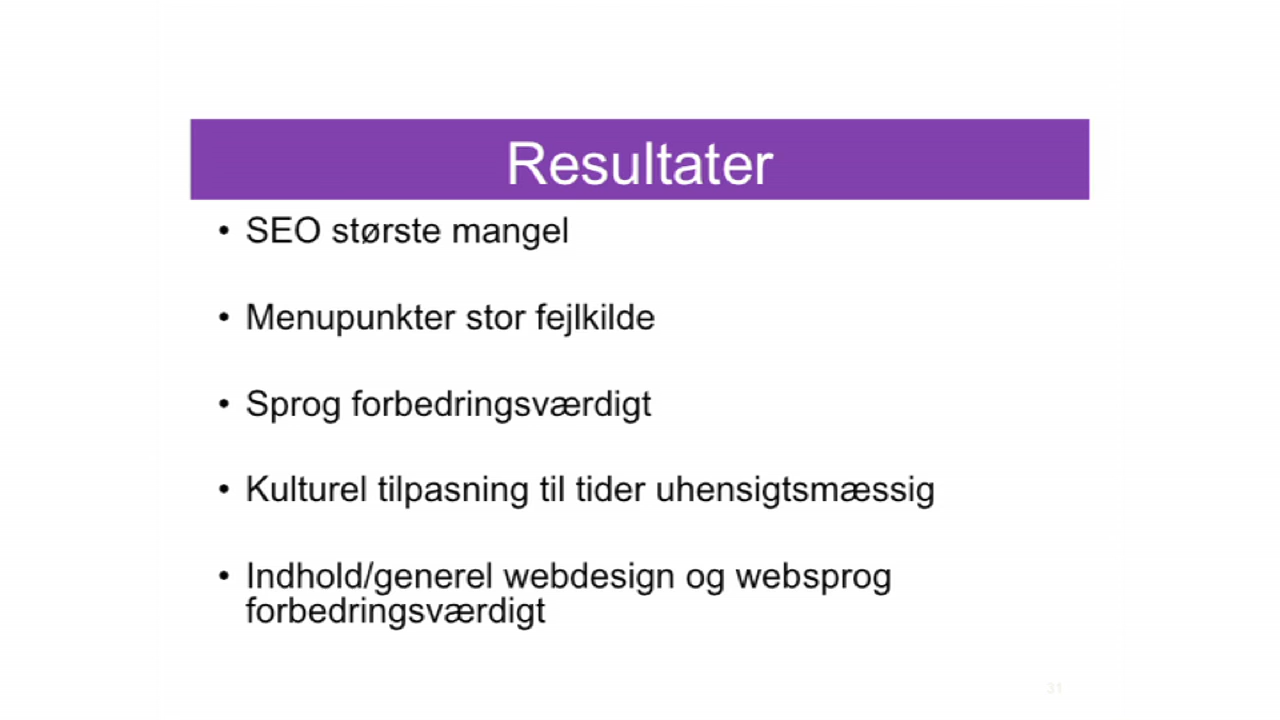 Resultater
• SEO største mangel
• Menupunkter stor fejlkilde
• Sprog forbedringsværdigt
• Kulturel tilpasning til tider uhensigtsmæssig
• Indhold/generel webdesign og websprog
forbedringsværdigt
31